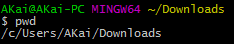 AKai@AKai-PC MINGW64 ~/Downloads
$ pwd
/c/Users/AKai/Downloads